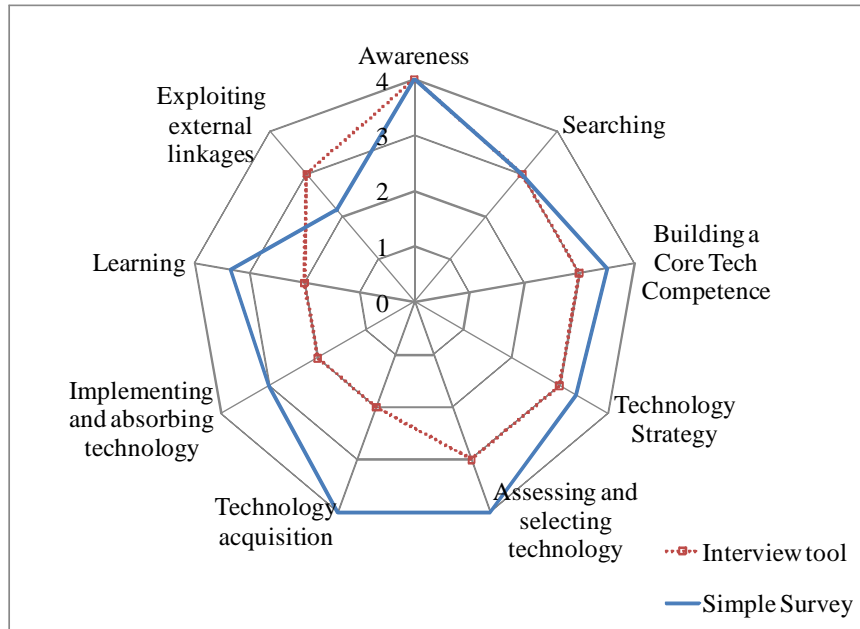 Awareness
4
Exploiting
external
linkages
Searching
3
2
Learning
Building a
Core Tech
Competence
1
0
Implementing
and absorbing
technology
Technology
Strategy
Technology
acquisition
Assessing and
selecting
technology
Interview tool
Simple Survey